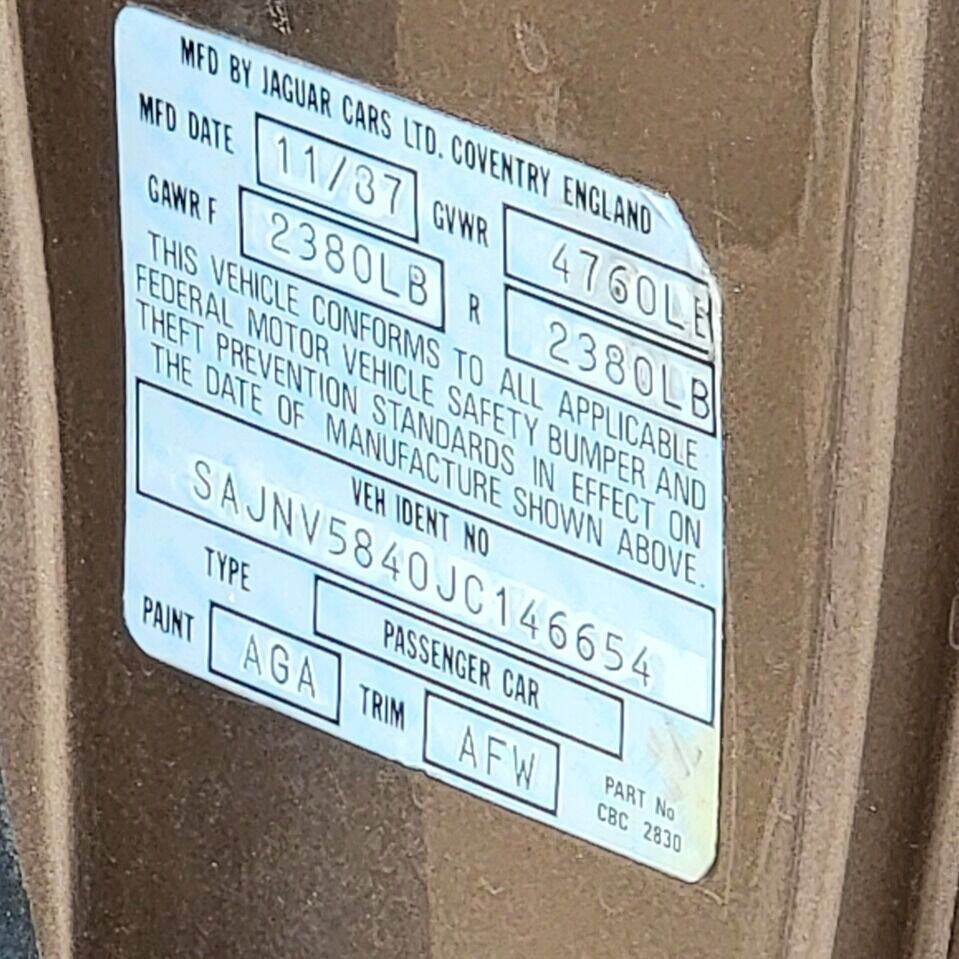 MFD BY JAGUAR CARS LTD. COVENTRY ENGLAND
MFD DATE 11/37 GVWR 4760LB
GAWR F 2380LB R 2380LB
THIS VEHICLE CONFORMS TO ALL APPLICABLE
FEDERAL MOTOR VEHICLE SAFETY BUMPER AND
THEFT PREVENTION STANDARDS IN EFFECT ON
THE DATE OF MANUFACTURE SHOWN ABOVE.
VEH IDENT NO
SAJNV5840JC146654
TYPE PASSENGER CAR
PAINT AGA TRIM AFW
PART No
CBC 2830